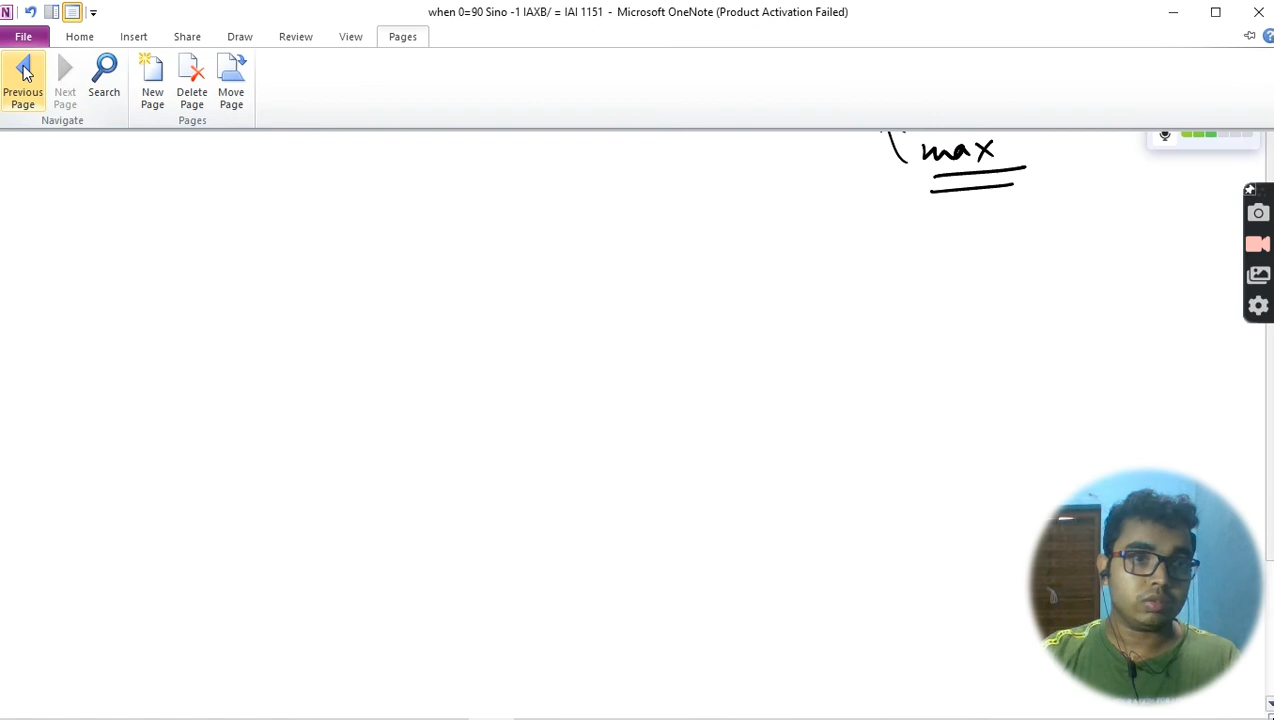 when 0=90 Sino -1 IAXB/ = IAI 1151 - Microsoft OneNote (Product Activation Failed)
File Home Insert Share Draw Review View Pages
Previous Page
Next Page
Search
New Page
Delete Page
Move Page
Navigate
Pages
max